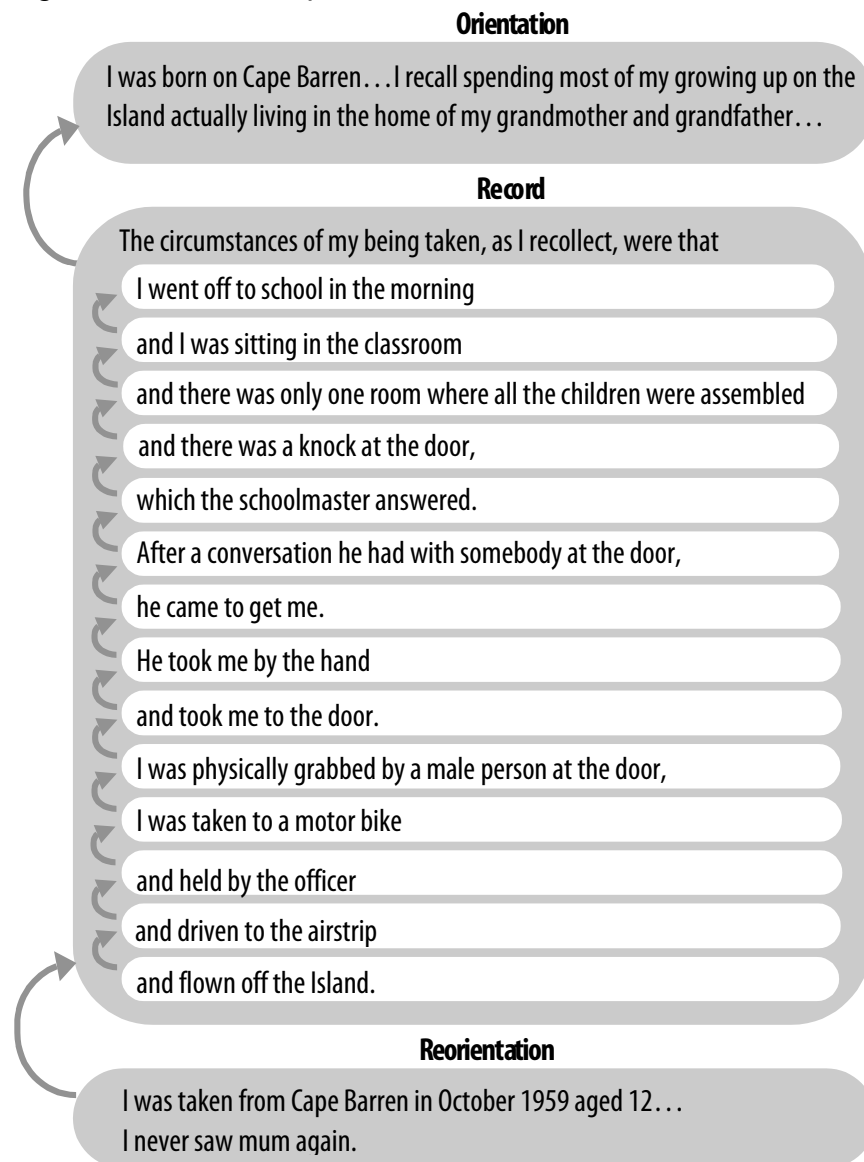 Orientation
I was born on Cape Barren…I recall spending most of my growing up on the
Island actually living in the home of my grandmother and grandfather…
Record
The circumstances of my being taken, as I recollect, were that
I went off to school in the morning
and I was sitting in the classroom
and there was only one room where all the children were assembled
and there was a knock at the door,
which the schoolmaster answered.
After a conversation he had with somebody at the door,
he came to get me.
He took me by the hand
and took me to the door.
I was physically grabbed by a male person at the door,
I was taken to a motor bike
and held by the officer
and driven to the airstrip
and flown off the Island.
Reorientation
I was taken from Cape Barren in October 1959 aged 12…
I never saw mum again.